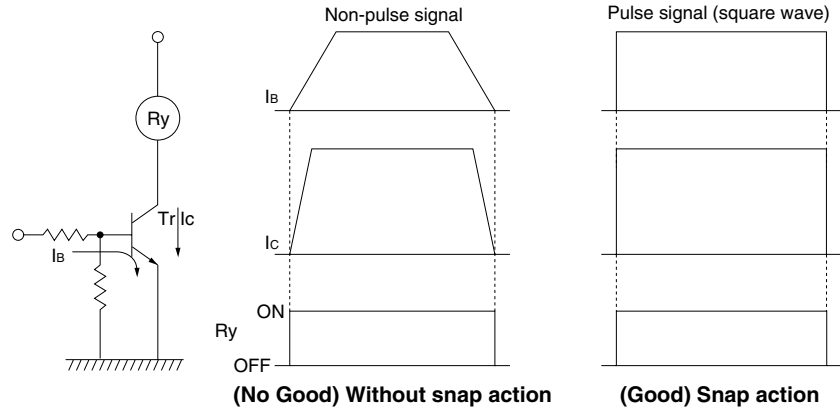 Non-pulse signal
Pulse signal (square wave)
Ry
IB
Tr
Ic
IB
IC
ON
Ry
OFF
(No Good) Without snap action
(Good) Snap action